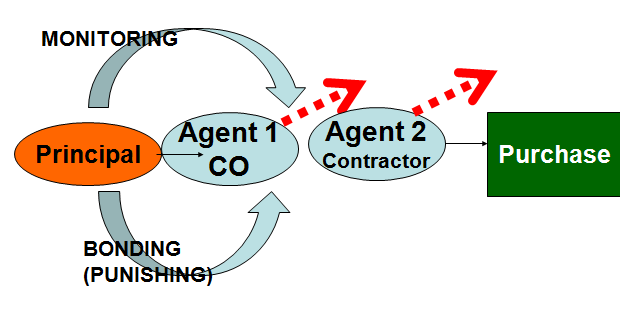 MONITORING
Principal
Agent 1
CO
Agent 2
Contractor
Purchase
BONDING
(PUNISHING)